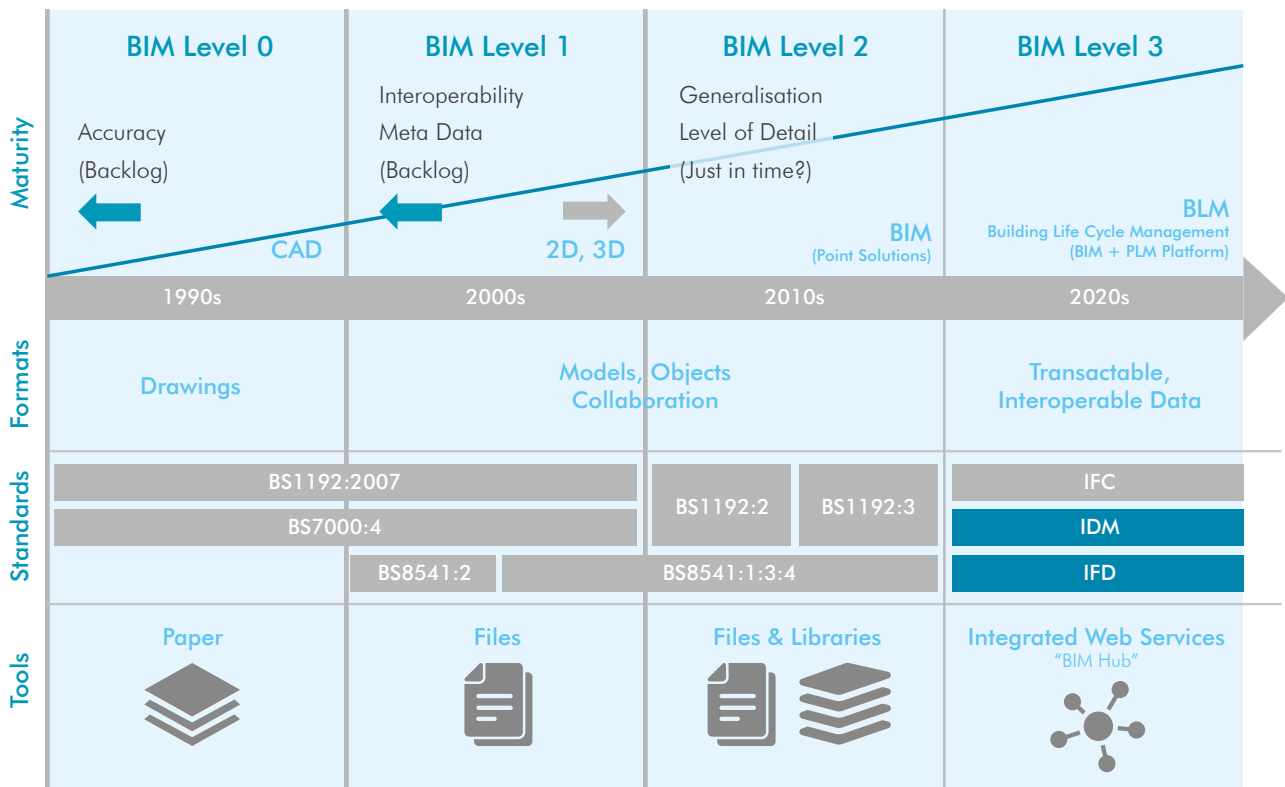 BIM Level 0
BIM Level 1
BIM Level 2
BIM Level 3
Maturity
Accuracy
(Backlog)
CAD
Interoperability
Meta Data
(Backlog)
2D, 3D
Generalisation
Level of Detail
(Just in time?)
BIM
(Point Solutions)
BLM
Building Life Cycle Management
(BIM + PLM Platform)
1990s
2000s
2010s
2020s
Formats
Drawings
Models, Objects
Collaboration
Transactable,
Interoperable Data
Standards
BS1192:2007
BS7000:4
BS8541:2
BS8541:1:3:4
BS1192:2
BS1192:3
IFC
IDM
IFD
Tools
Paper
Files
Files & Libraries
Integrated Web Services
“BIM Hub”